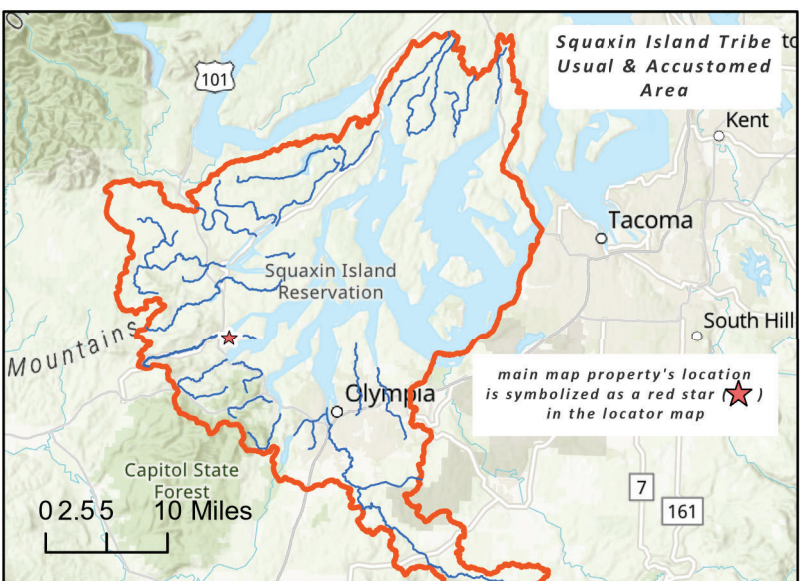 Squaxin Island Tribe
Usual & Accustomed
Area
101
Kent
Tacoma
Squaxin Island
Reservation
South Hill
Mountains
main map property's location
is symbolized as a red star ( )
in the locator map
Olympia
Capitol State
Forest
7
161
0 2.5 5 10 Miles